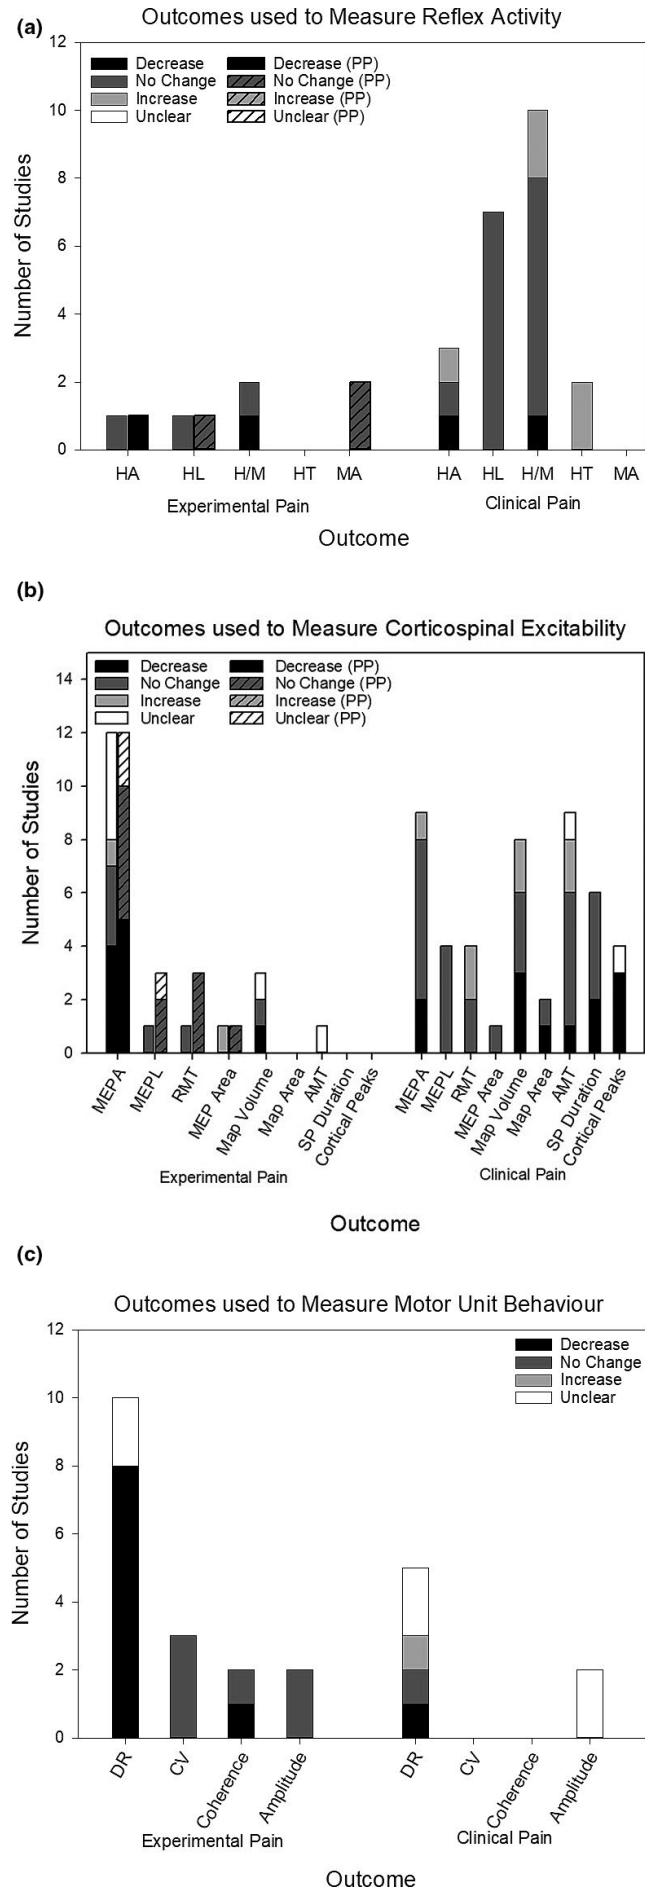 (a)
Outcomes used to Measure Reflex Activity
12
10
8
6
4
2
0
Number of Studies
Decrease Decrease (PP)
No Change No Change (PP)
Increase Increase (PP)
Unclear Unclear (PP)
HA HL H/M HT MA HA HL H/M HT MA
Experimental Pain Clinical Pain
Outcome
(b)
Outcomes used to Measure Corticospinal Excitability
14
12
10
8
6
4
2
0
Number of Studies
Decrease Decrease (PP)
No Change No Change (PP)
Increase Increase (PP)
Unclear Unclear (PP)
MEPA MEPL RMT MEP Area Map Volume Map Area AMT SP Duration Cortical Peaks MEPA MEPL RMT MEP Area Map Volume Map Area AMT SP Duration Cortical Peaks
Experimental Pain Clinical Pain
Outcome
(c)
Outcomes used to Measure Motor Unit Behaviour
12
10
8
6
4
2
0
Number of Studies
Decrease
No Change
Increase
Unclear
DR CV Coherence Amplitude DR CV Coherence Amplitude
Experimental Pain Clinical Pain
Outcome